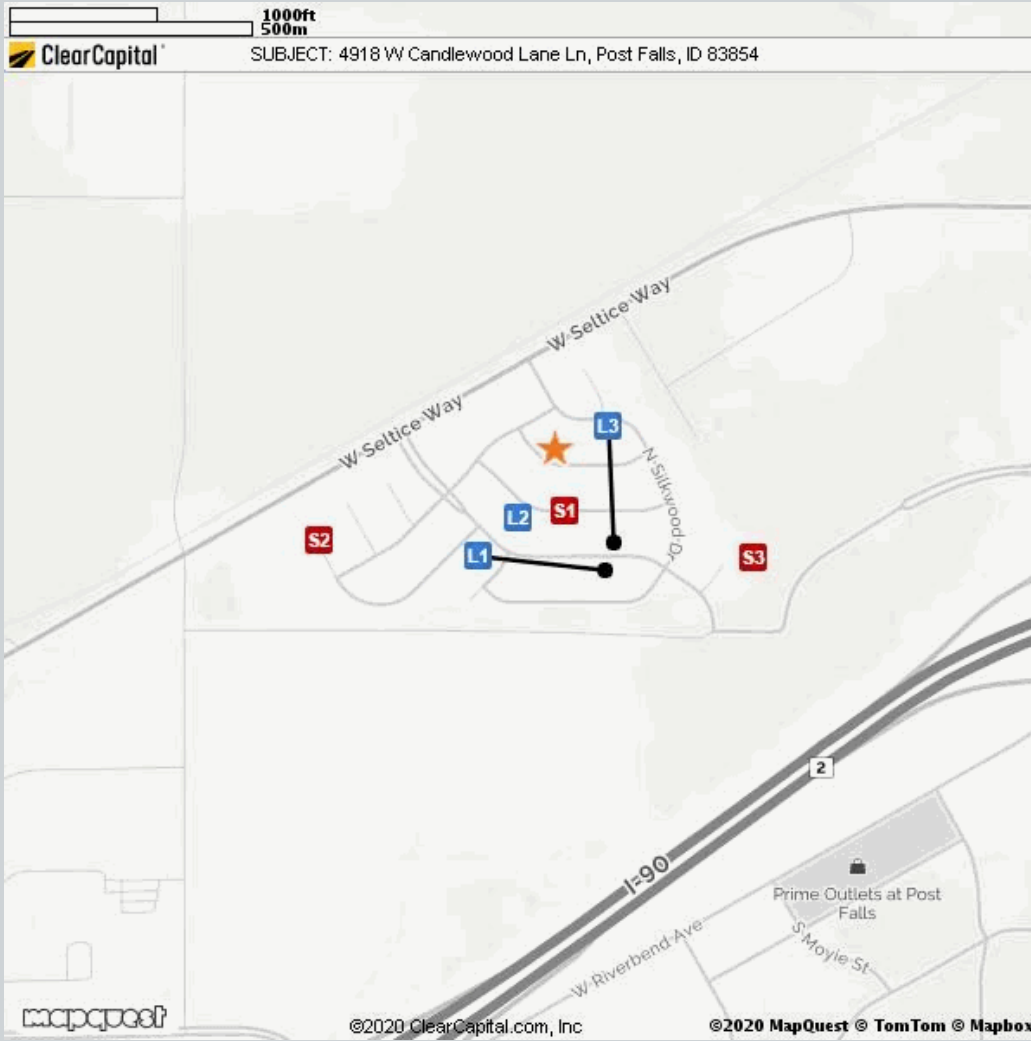 1000ft
500m
ClearCapital
SUBJECT: 4918 W Candlewood Lane Ln, Post Falls, ID 83854
W Seltice Way
W Seltice Way
L3
N Silkwood Dr
L2
S1
S2
L1
S3
2
I-90
Prime Outlets at Post
Falls
S Moyie St
W Riverbend Ave
mapquest
©2020 ClearCapital.com, Inc
©2020 MapQuest © TomTom © Mapbox